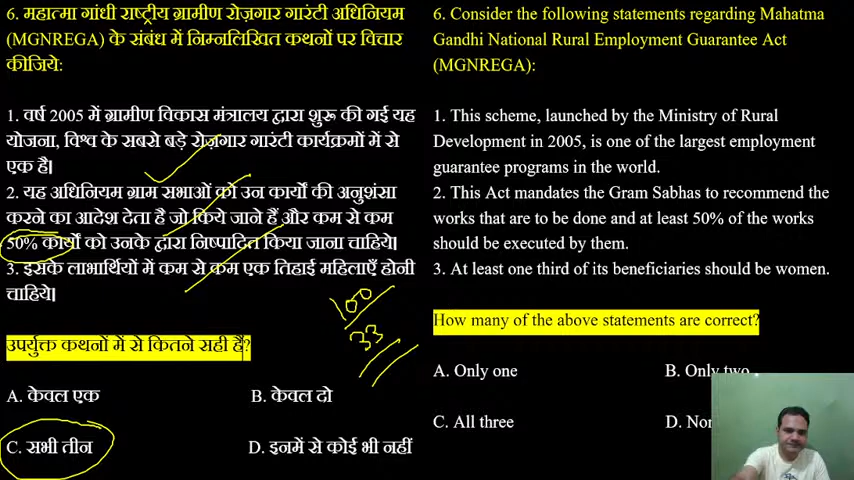 6. महात्मा गांधी राष्ट्रीय ग्रामीण रोज़गार गारंटी अधिनियम
(MGNREGA) के संबंध में निम्नलिखित कथनों पर विचार
कीजिये:
1. वर्ष 2005 में ग्रामीण विकास मंत्रालय द्वारा शुरू की गई यह
योजना, विश्व के सबसे बड़े रोज़गार गारंटी कार्यक्रमों में से
एक है।
2. यह अधिनियम ग्राम सभाओं को उन कार्यों की अनुशंसा
करने का आदेश देता है जो किये जाने हैं और कम से कम
50% कार्यों को उनके द्वारा निष्पादित किया जाना चाहिये।
3. इसके लाभार्थियों में कम से कम एक तिहाई महिलाएँ होनी
चाहिये।
100
33
उपर्युक्त कथनों में से कितने सही हैं?
A. केवल एक
B. केवल दो
C. सभी तीन
D. इनमें से कोई भी नहीं
6. Consider the following statements regarding Mahatma
Gandhi National Rural Employment Guarantee Act
(MGNREGA):
1. This scheme, launched by the Ministry of Rural
Development in 2005, is one of the largest employment
guarantee programs in the world.
2. This Act mandates the Gram Sabhas to recommend the
works that are to be done and at least 50% of the works
should be executed by them.
3. At least one third of its beneficiaries should be women.
How many of the above statements are correct?
A. Only one
B. Only two
C. All three
D.